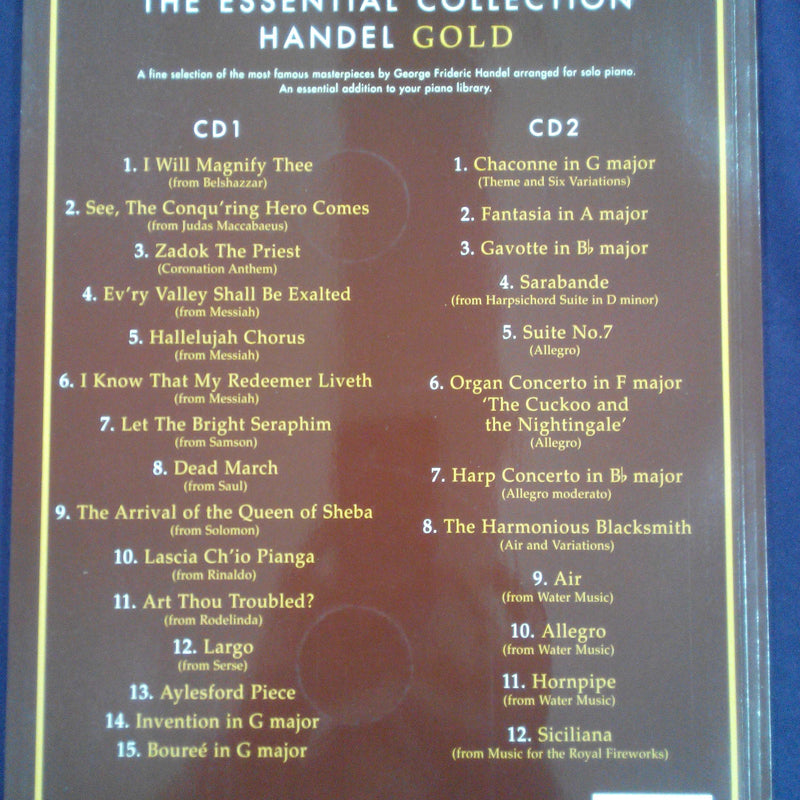 THE ESSENTIAL COLLECTION
HANDEL GOLD
A fine selection of the most famous masterpieces by George Frideric Handel arranged for solo piano.
An essential addition to your piano library.
CD1
1. I Will Magnify Thee
(from Belshazzar)
2. See, The Conqu'ring Hero Comes
(from Judas Maccabaeus)
3. Zadok The Priest
(Coronation Anthem)
4. Ev'ry Valley Shall Be Exalted
(from Messiah)
5. Hallelujah Chorus
(from Messiah)
6. I Know That My Redeemer Liveth
(from Messiah)
7. Let The Bright Seraphim
(from Samson)
8. Dead March
(from Saul)
9. The Arrival of the Queen of Sheba
(from Solomon)
10. Lascia Ch'io Pianga
(from Rinaldo)
11. Art Thou Troubled?
(from Rodelinda)
12. Largo
(from Serse)
13. Aylesford Piece
14. Invention in G major
15. Boureé in G major
CD2
1. Chaconne in G major
(Theme and Six Variations)
2. Fantasia in A major
3. Gavotte in B♭ major
4. Sarabande
(from Harpsichord Suite in D minor)
5. Suite No.7
(Allegro)
6. Organ Concerto in F major
'The Cuckoo and
the Nightingale'
(Allegro)
7. Harp Concerto in B♭ major
(Allegro moderato)
8. The Harmonious Blacksmith
(Air and Variations)
9. Air
(from Water Music)
10. Allegro
(from Water Music)
11. Hornpipe
(from Water Music)
12. Siciliana
(from Music for the Royal Fireworks)